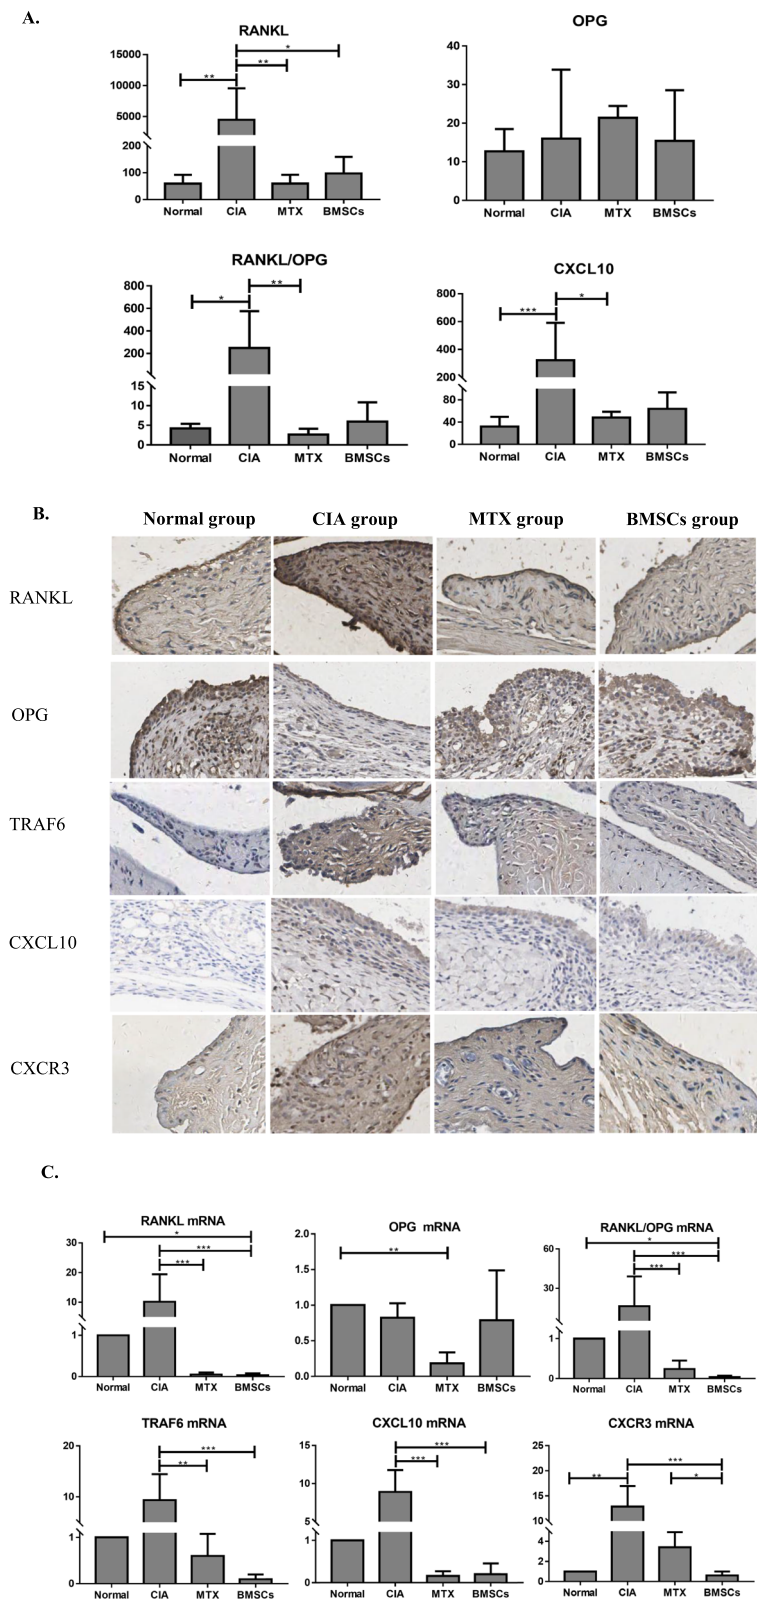 A.
RANKL
15000
10000
5000
200
100
0
**
**
*
Normal CIA MTX BMSCs
OPG
40
30
20
10
0
Normal CIA MTX BMSCs
RANKL/OPG
800
600
400
200
15
10
5
0
*
**
Normal CIA MTX BMSCs
CXCL10
800
600
400
200
80
40
0
***
*
Normal CIA MTX BMSCs
B.
Normal group CIA group MTX group BMSCs group
RANKL
OPG
TRAF6
CXCL10
CXCR3
C.
RANKL mRNA
30
20
10
1
0
*
***
***
Normal CIA MTX BMSCs
OPG mRNA
2.0
1.5
1.0
0.5
0.0
**
Normal CIA MTX BMSCs
RANKL/OPG mRNA
60
30
1
0
*
***
***
Normal CIA MTX BMSCs
TRAF6 mRNA
20
10
1
0
***
**
Normal CIA MTX BMSCs
CXCL10 mRNA
15
10
5
1
0
***
***
Normal CIA MTX BMSCs
CXCR3 mRNA
25
20
15
10
4
2
0
***
**
*
Normal CIA MTX BMSCs